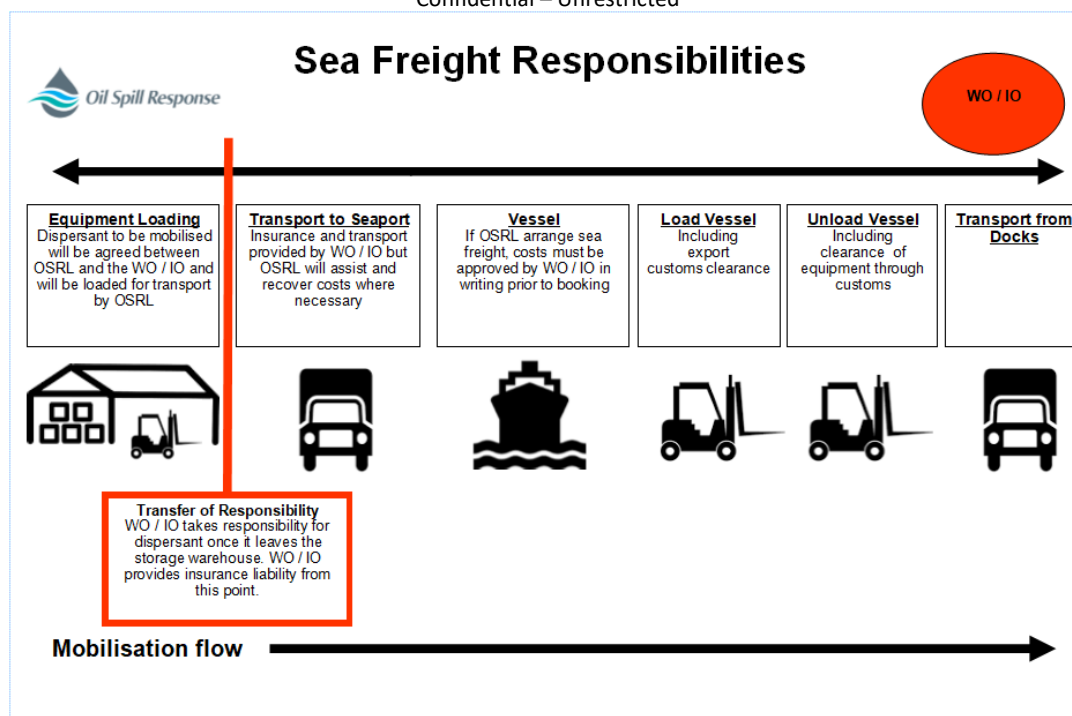 Confidential – Unrestricted
Sea Freight Responsibilities
Oil Spill Response
WO / IO
Equipment Loading
Dispersant to be mobilised
will be agreed between
OSRL and the WO / IO and
will be loaded for transport
by OSRL
Transport to Seaport
Insurance and transport
provided by WO / IO but
OSRL will assist and
recover costs where
necessary
Vessel
If OSRL arrange sea
freight, costs must be
approved by WO / IO in
writing prior to booking
Load Vessel
Including
export
customs clearance
Unload Vessel
Including
clearance of
equipment through
customs
Transport from
Docks
Transfer of Responsibility
WO / IO takes responsibility for
dispersant once it leaves the
storage warehouse. WO / IO
provides insurance liability from
this point.
Mobilisation flow